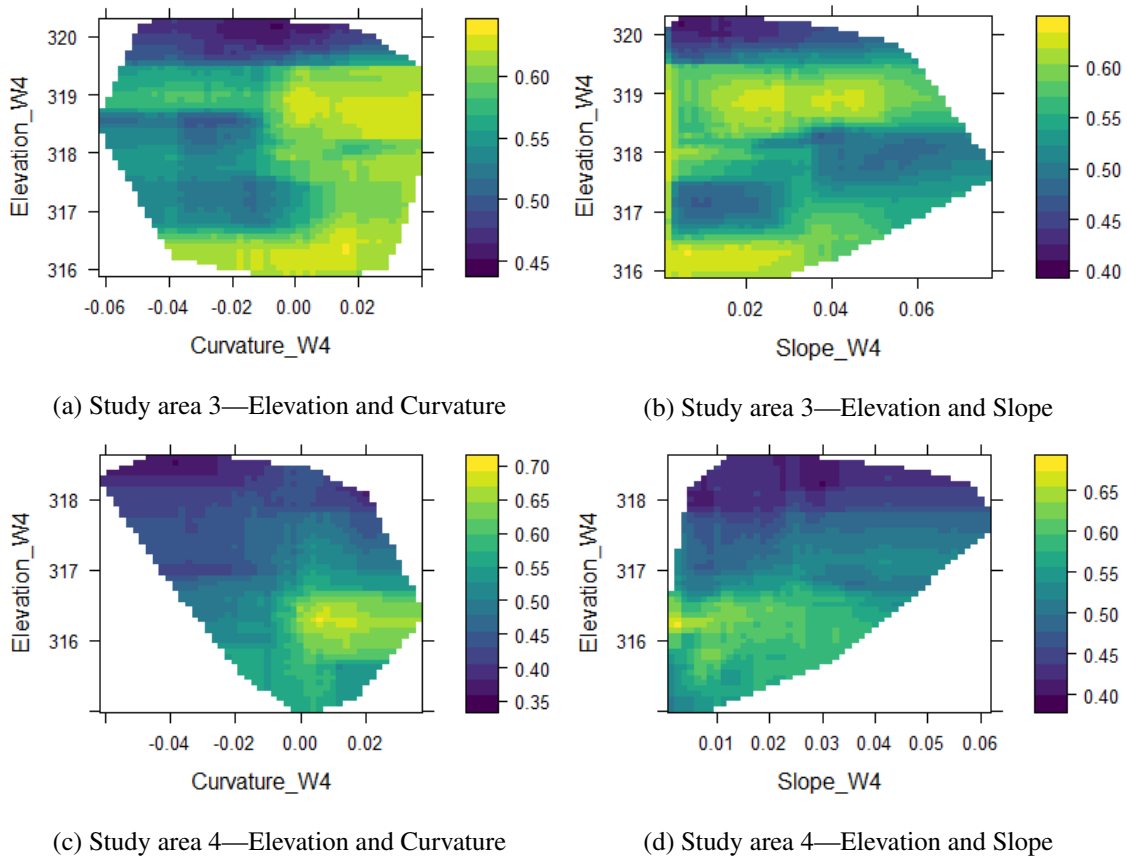 320
319
318
317
316
Elevation_W4
-0.06 -0.04 -0.02 0.00 0.02
Curvature_W4
0.60
0.55
0.50
0.45
(a) Study area 3—Elevation and Curvature
320
319
318
317
316
Elevation_W4
0.02 0.04 0.06
Slope_W4
0.60
0.55
0.50
0.45
0.40
(b) Study area 3—Elevation and Slope
318
317
316
Elevation_W4
-0.04 -0.02 0.00 0.02
Curvature_W4
0.70
0.65
0.60
0.55
0.50
0.45
0.40
0.35
(c) Study area 4—Elevation and Curvature
318
317
316
Elevation_W4
0.01 0.02 0.03 0.04 0.05 0.06
Slope_W4
0.65
0.60
0.55
0.50
0.45
0.40
(d) Study area 4—Elevation and Slope